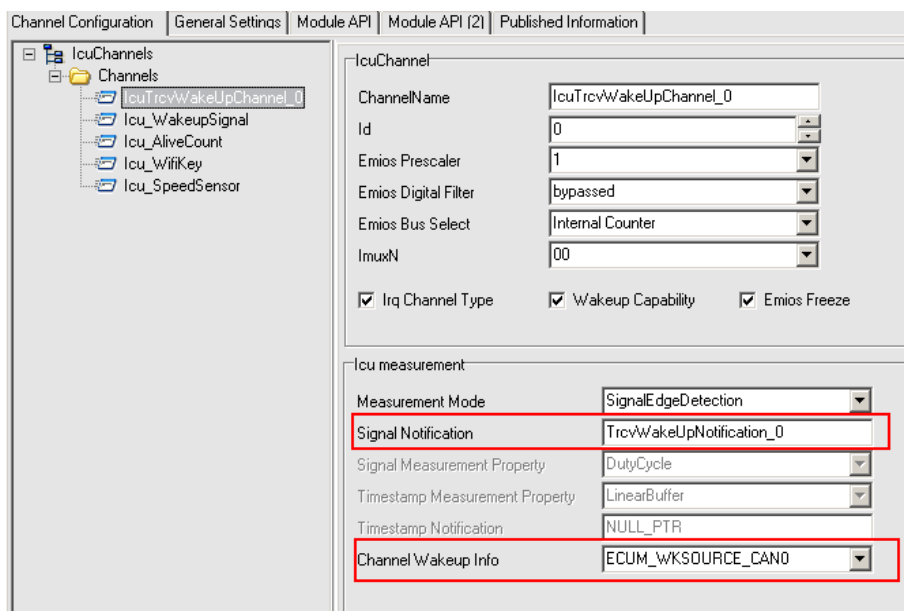 Channel Configuration General Settings Module API Module API (2) Published Information
IcuChannels
Channels
IcuTrcvWakeUpChannel_0
Icu_WakeupSignal
Icu_AliveCount
Icu_WifiKey
Icu_SpeedSensor
IcuChannel
ChannelName IcuTrcvWakeUpChannel_0
Id 0
Emios Prescaler 1
Emios Digital Filter bypassed
Emios Bus Select Internal Counter
ImuxN 00
Irq Channel Type Wakeup Capability Emios Freeze
Icu measurement
Measurement Mode SignalEdgeDetection
Signal Notification TrcvWakeUpNotification_0
Signal Measurement Property DutyCycle
Timestamp Measurement Property LinearBuffer
Timestamp Notification NULL_PTR
Channel Wakeup Info ECUM_WKSOURCE_CAN0